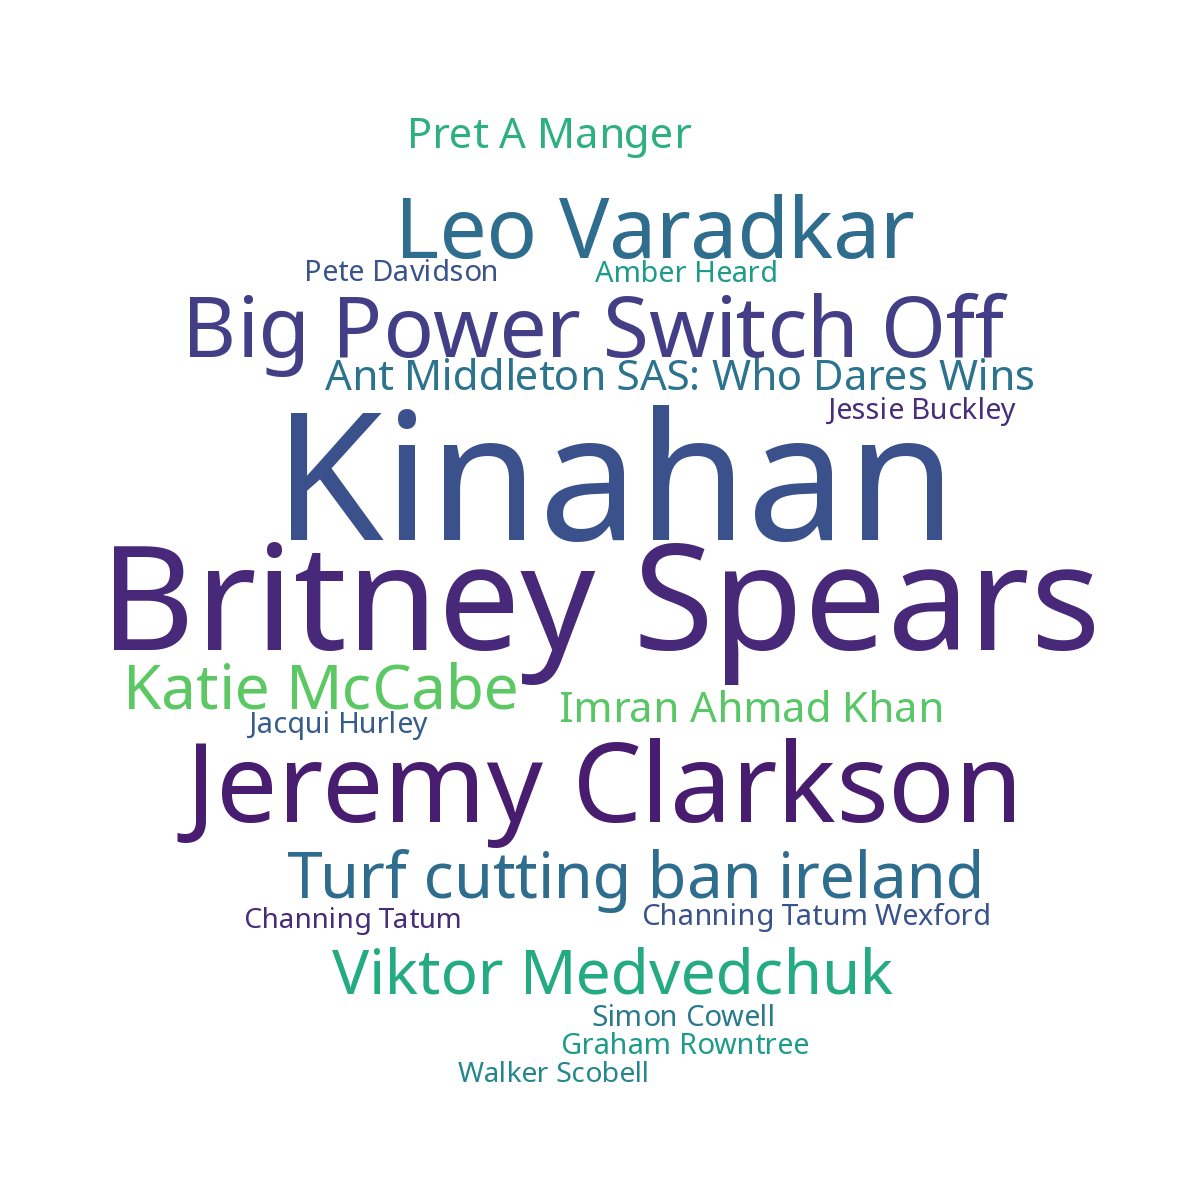 Pret A Manger
Leo Varadkar
Pete Davidson
Amber Heard
Big Power Switch Off
Ant Middleton SAS: Who Dares Wins
Jessie Buckley
Kinahan
Britney Spears
Katie McCabe
Imran Ahmad Khan
Jacqui Hurley
Jeremy Clarkson
Turf cutting ban ireland
Channing Tatum
Channing Tatum Wexford
Viktor Medvedchuk
Simon Cowell
Graham Rowntree
Walker Scobell